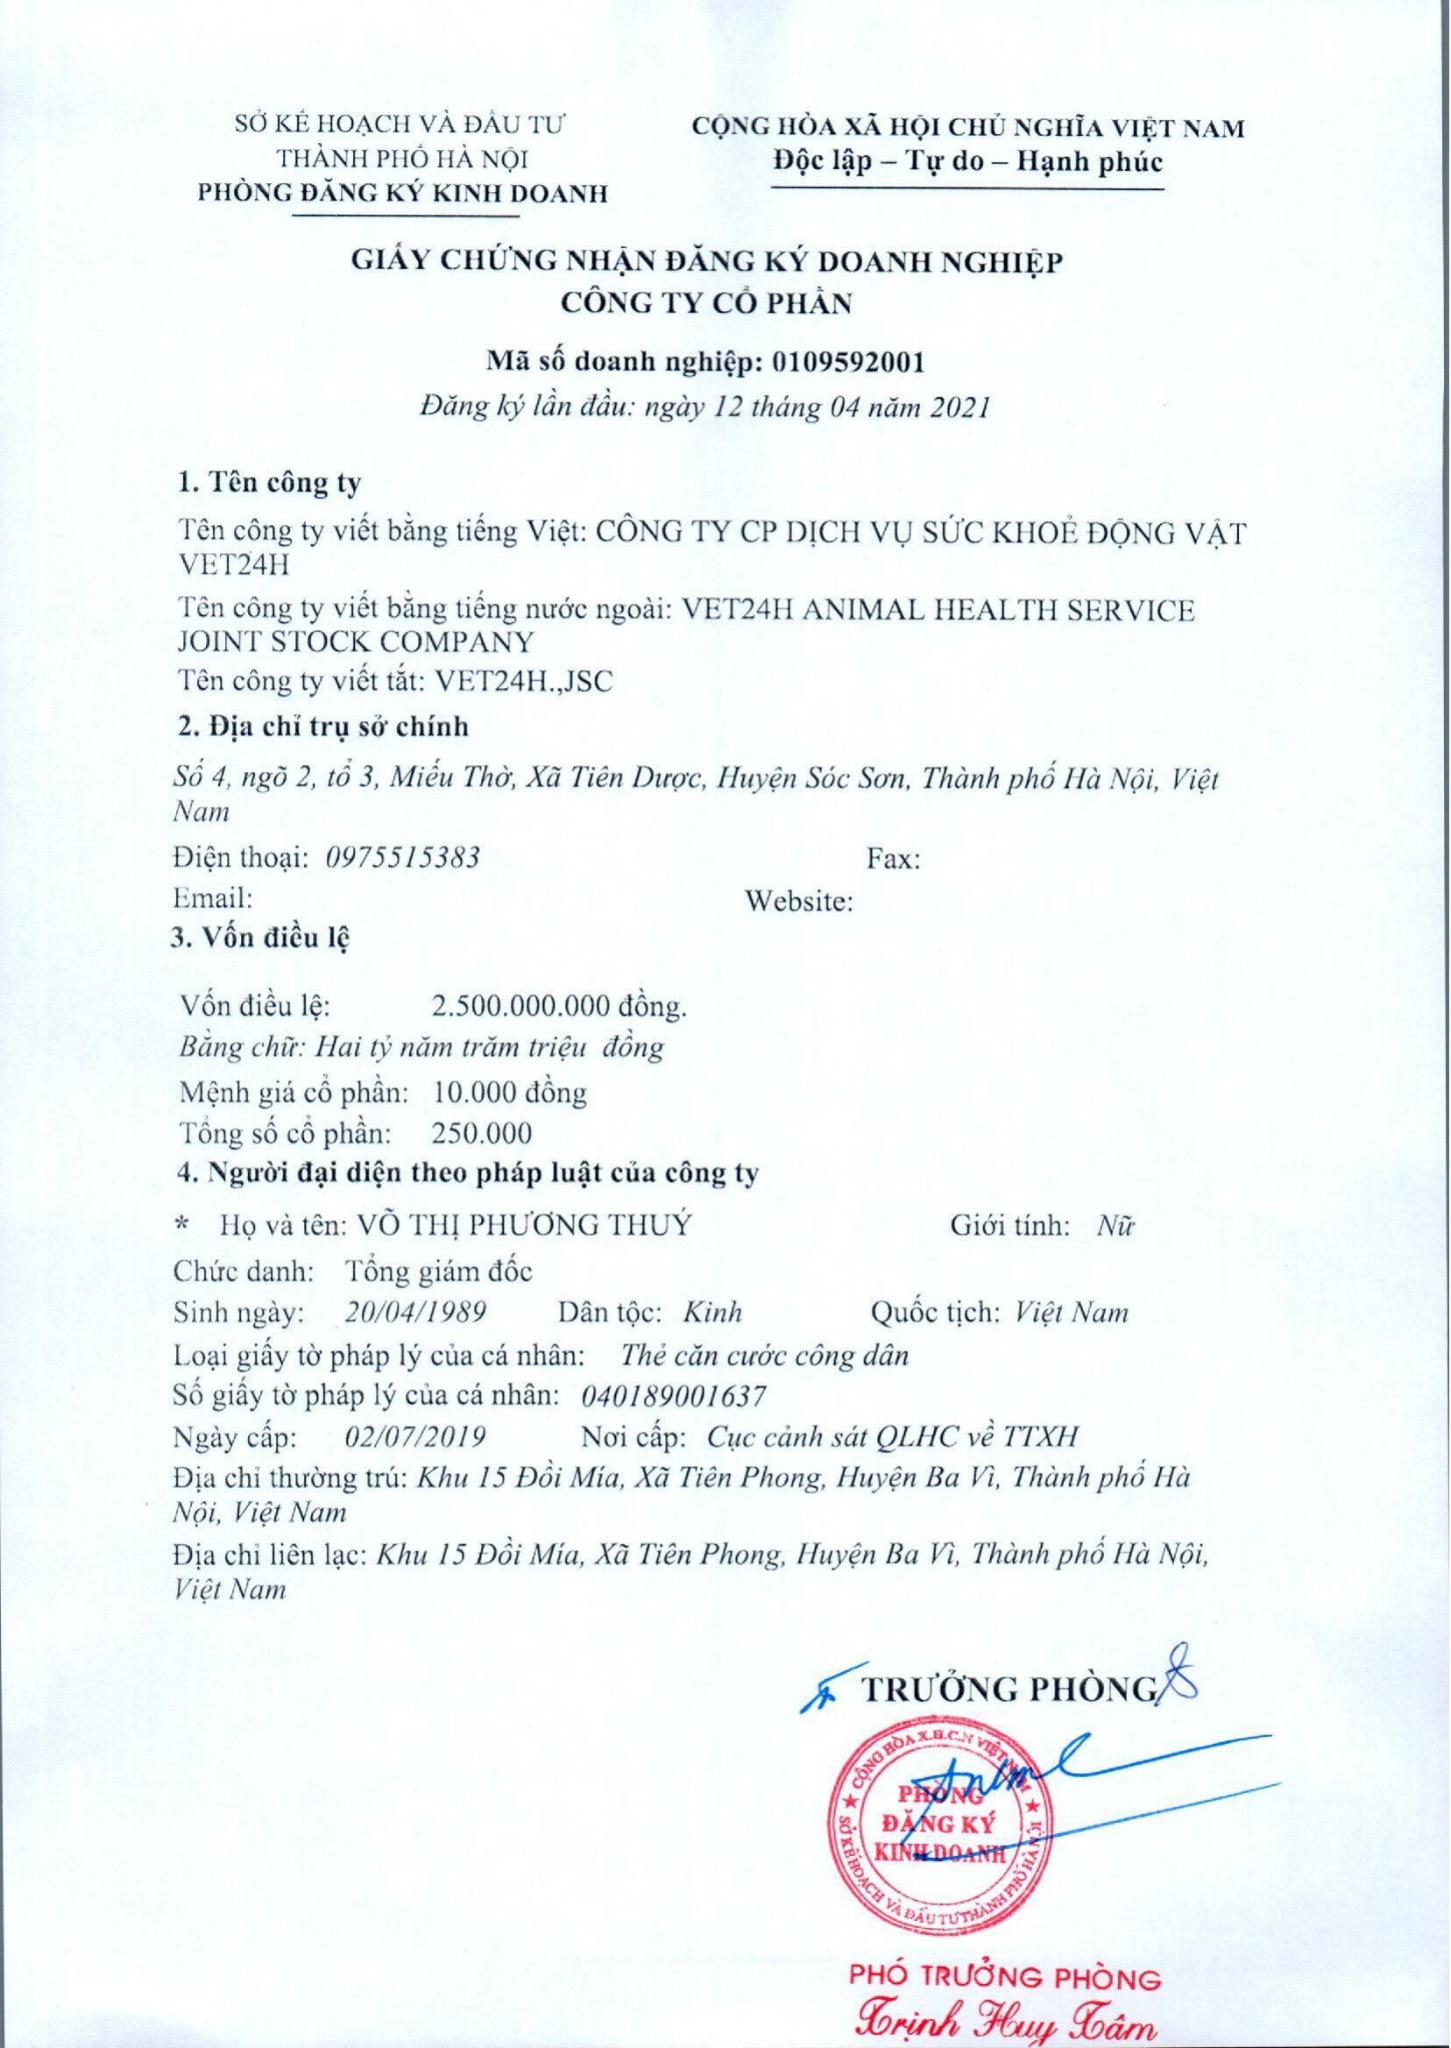 SỞ KẾ HOẠCH VÀ ĐẦU TƯ
THÀNH PHỐ HÀ NỘI
PHÒNG ĐĂNG KÝ KINH DOANH
CỘNG HÒA XÃ HỘI CHỦ NGHĨA VIỆT NAM
Độc lập – Tự do – Hạnh phúc
GIẤY CHỨNG NHẬN ĐĂNG KÝ DOANH NGHIỆP
CÔNG TY CỔ PHẦN
Mã số doanh nghiệp: 0109592001
Đăng ký lần đầu: ngày 12 tháng 04 năm 2021
1. Tên công ty
Tên công ty viết bằng tiếng Việt: CÔNG TY CP DỊCH VỤ SỨC KHOẺ ĐỘNG VẬT
VET24H
Tên công ty viết bằng tiếng nước ngoài: VET24H ANIMAL HEALTH SERVICE
JOINT STOCK COMPANY
Tên công ty viết tắt: VET24H.,JSC
2. Địa chỉ trụ sở chính
Số 4, ngõ 2, tổ 3, Miếu Thờ, Xã Tiên Dược, Huyện Sóc Sơn, Thành phố Hà Nội, Việt
Nam
Điện thoại: 0975515383 Fax:
Email: Website:
3. Vốn điều lệ
Vốn điều lệ: 2.500.000.000 đồng.
Bằng chữ: Hai tỷ năm trăm triệu đồng
Mệnh giá cổ phần: 10.000 đồng
Tổng số cổ phần: 250.000
4. Người đại diện theo pháp luật của công ty
* Họ và tên: VÕ THỊ PHƯƠNG THUÝ Giới tính: Nữ
Chức danh: Tổng giám đốc
Sinh ngày: 20/04/1989 Dân tộc: Kinh Quốc tịch: Việt Nam
Loại giấy tờ pháp lý của cá nhân: Thẻ căn cước công dân
Số giấy tờ pháp lý của cá nhân: 040189001637
Ngày cấp: 02/07/2019 Nơi cấp: Cục cảnh sát QLHC về TTXH
Địa chỉ thường trú: Khu 15 Đồi Mía, Xã Tiên Phong, Huyện Ba Vì, Thành phố Hà
Nội, Việt Nam
Địa chỉ liên lạc: Khu 15 Đồi Mía, Xã Tiên Phong, Huyện Ba Vì, Thành phố Hà Nội,
Việt Nam
TRƯỞNG PHÒNG
CỘNG HÒA X.H.C.N VIỆT NAM
PHÒNG
ĐĂNG KÝ
KINH DOANH
SỞ KẾ HOẠCH VÀ ĐẦU TƯ THÀNH PHỐ HÀ NỘI
PHÓ TRƯỞNG PHÒNG
Trịnh Huy Tâm